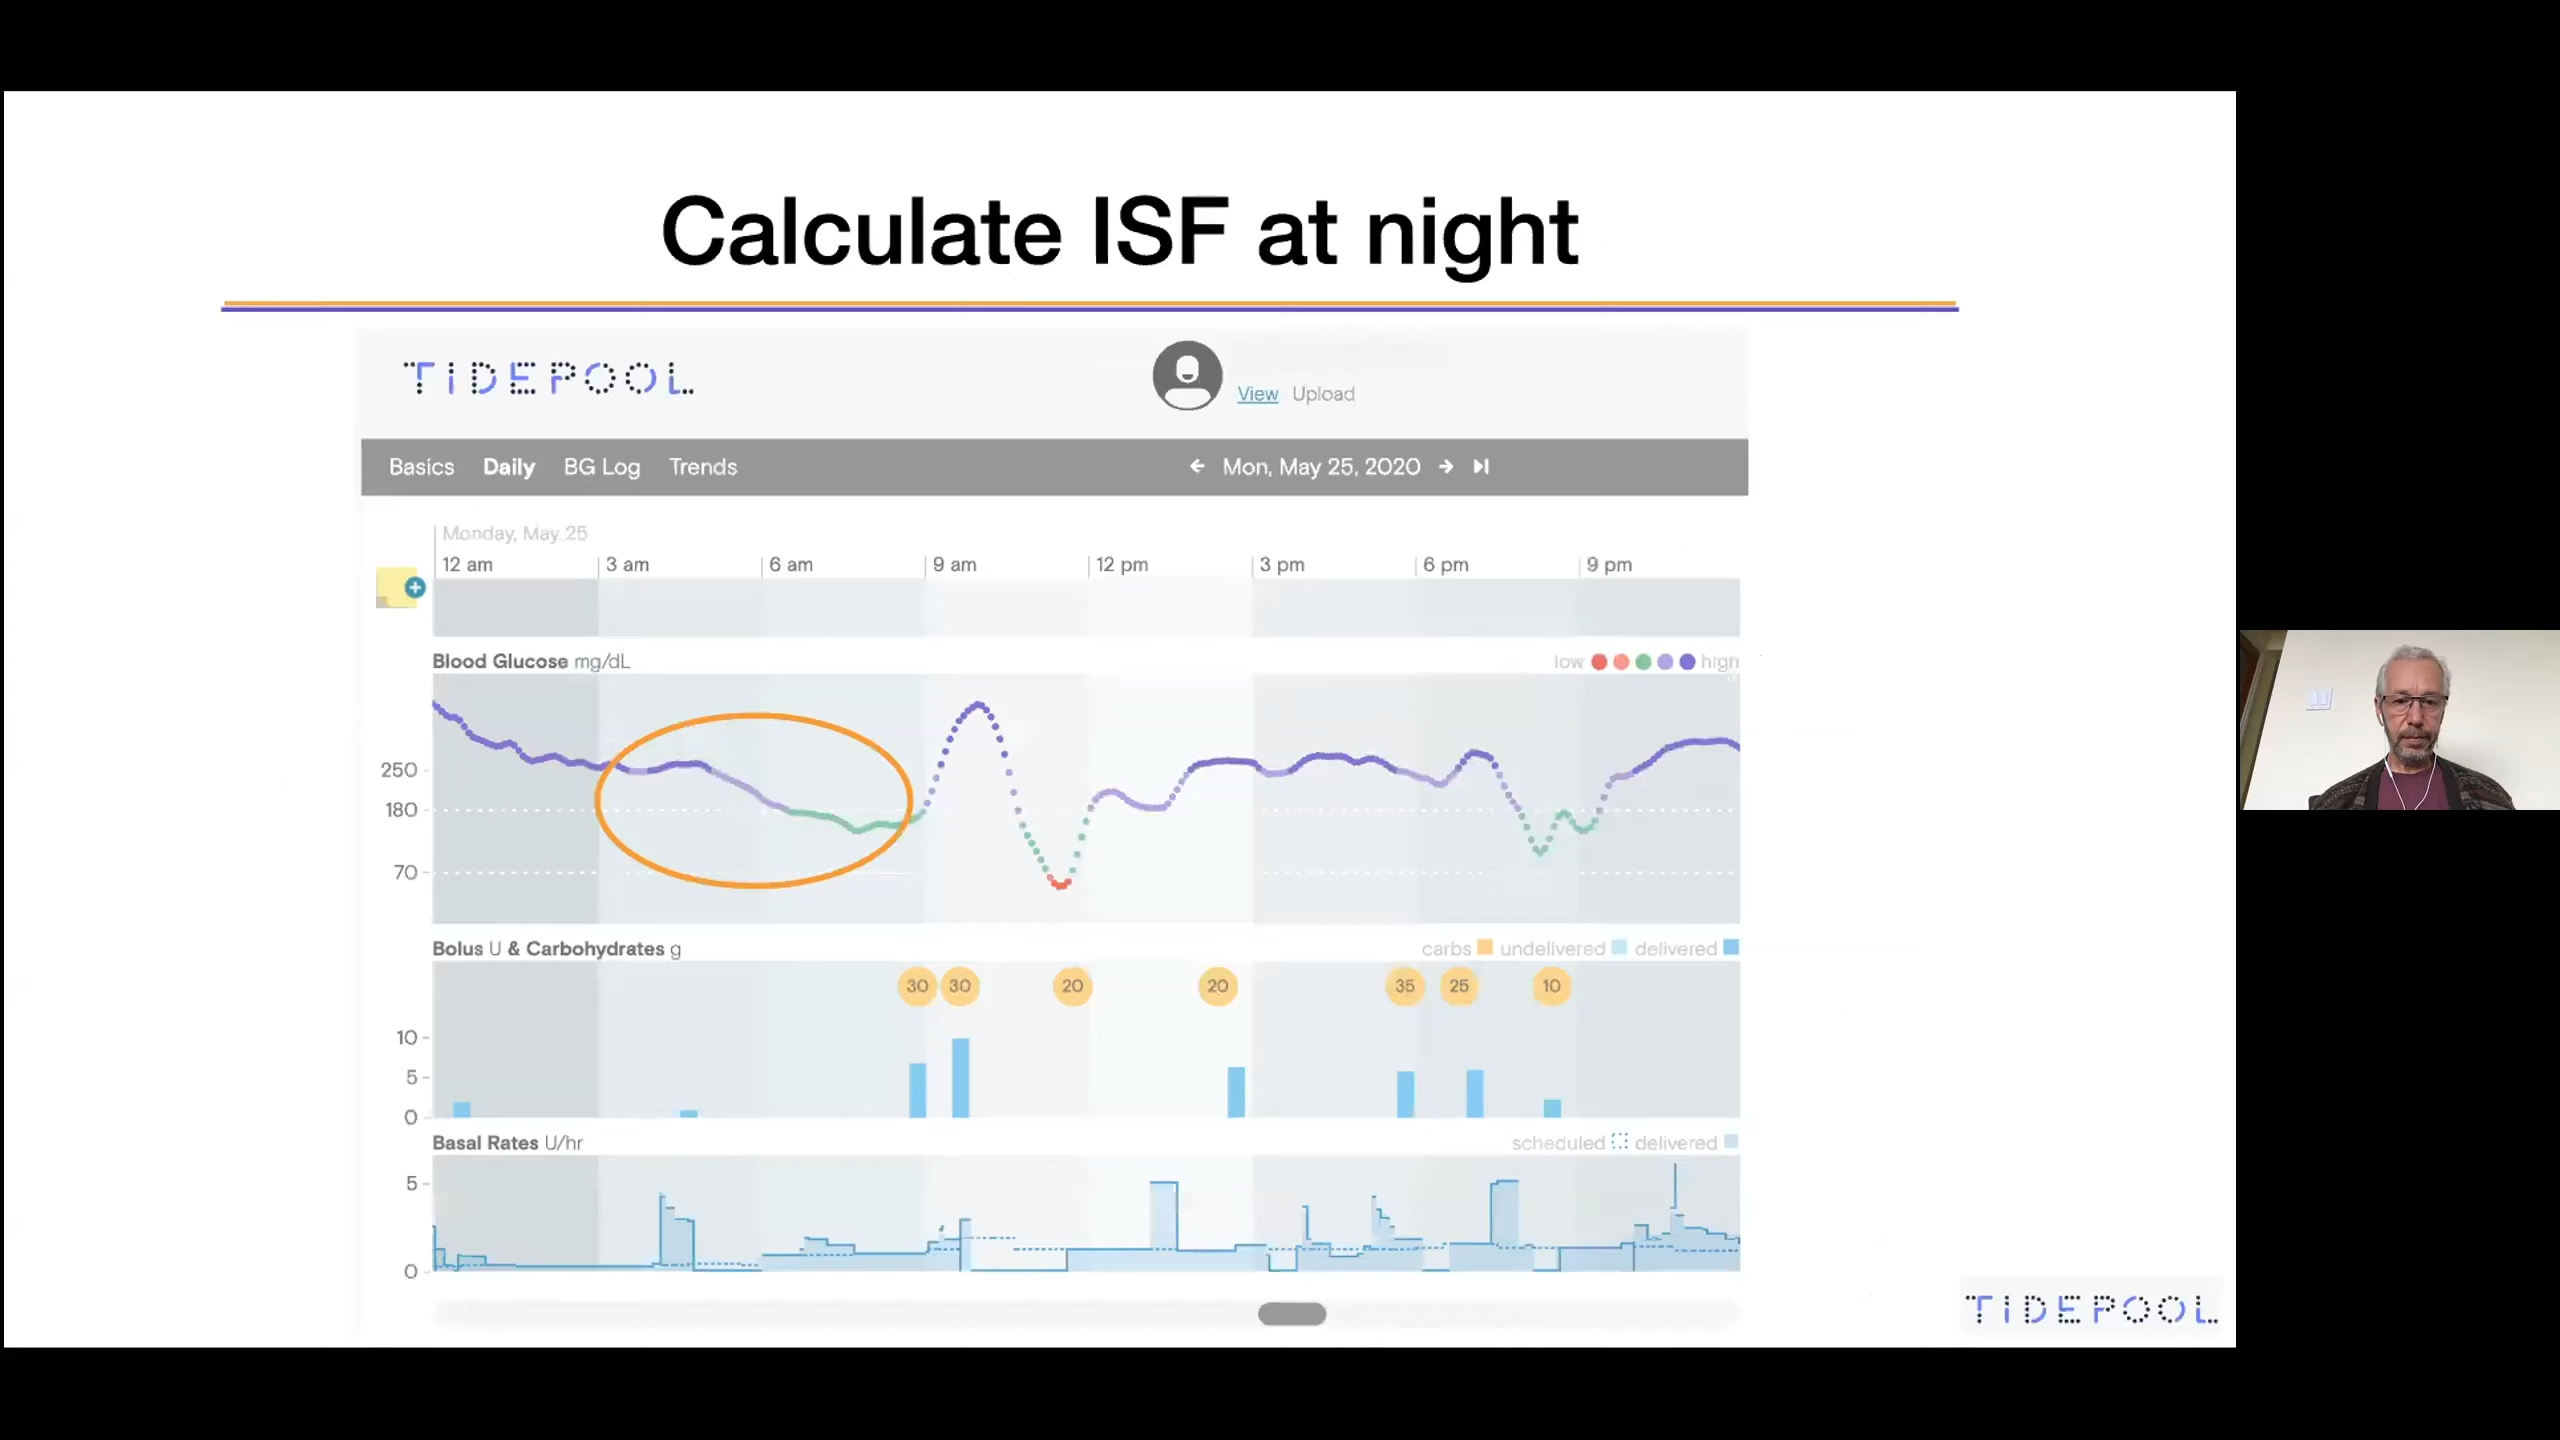 Calculate ISF at night
TIDEPOOL
View Upload
Basics Daily BG Log Trends
Mon, May 25, 2020
Monday, May 25
12 am 3 am 6 am 9 am 12 pm 3 pm 6 pm 9 pm
Blood Glucose mg/dL
low high
250
180
70
Bolus U & Carbohydrates g
carbs undelivered delivered
30 30 20 20 35 25 10
10
5
0
Basal Rates U/hr
scheduled delivered
5
0
TIDEPOOL